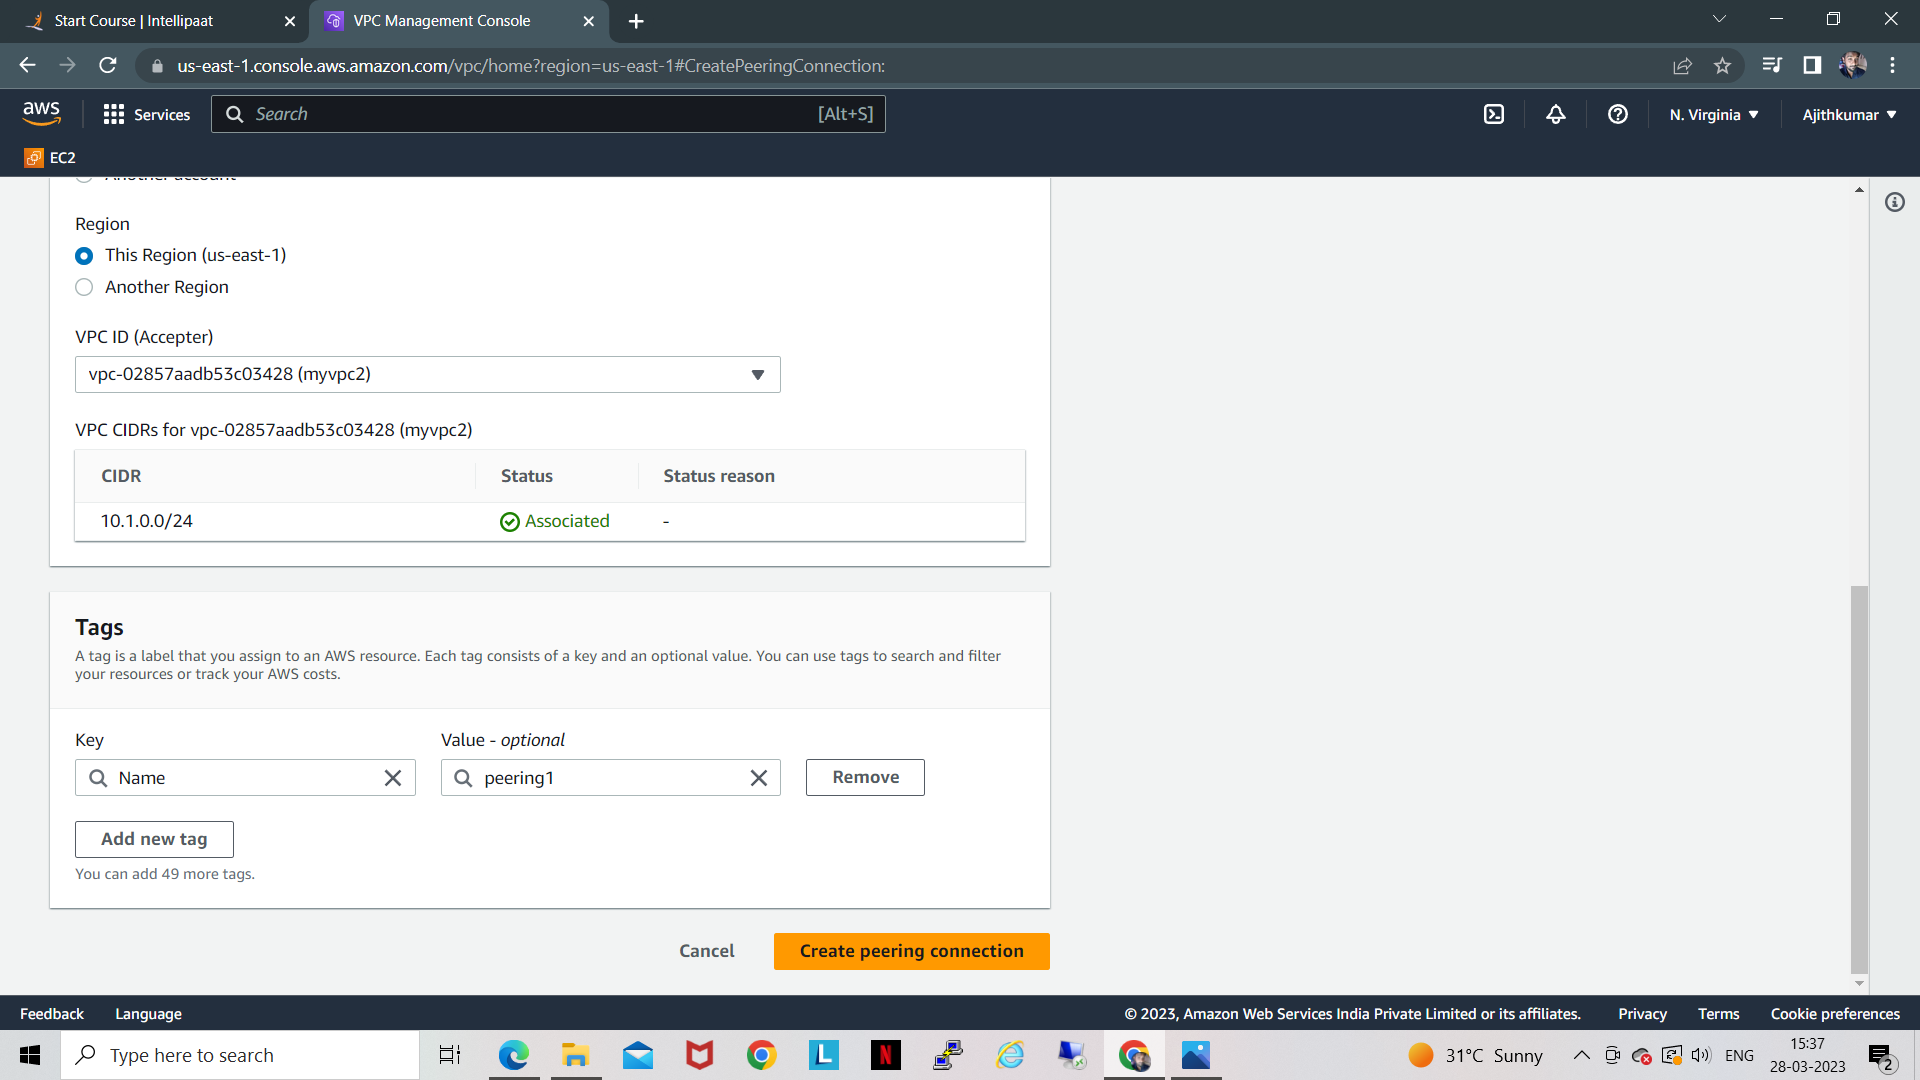 Start Course | Intellipaat
VPC Management Console
us-east-1.console.aws.amazon.com/vpc/home?region=us-east-1#CreatePeeringConnection:
aws
Services
Search
[Alt+S]
N. Virginia
Ajithkumar
EC2
Another account
Region
This Region (us-east-1)
Another Region
VPC ID (Accepter)
vpc-02857aadb53c03428 (myvpc2)
VPC CIDRs for vpc-02857aadb53c03428 (myvpc2)
CIDR Status Status reason
10.1.0.0/24 Associated -
Tags
A tag is a label that you assign to an AWS resource. Each tag consists of a key and an optional value. You can use tags to search and filter
your resources or track your AWS costs.
Key Value - optional
Name peering1 Remove
Add new tag
You can add 49 more tags.
Cancel Create peering connection
Feedback Language © 2023, Amazon Web Services India Private Limited or its affiliates. Privacy Terms Cookie preferences
Type here to search
L
N
31°C Sunny
ENG
15:37
28-03-2023
2